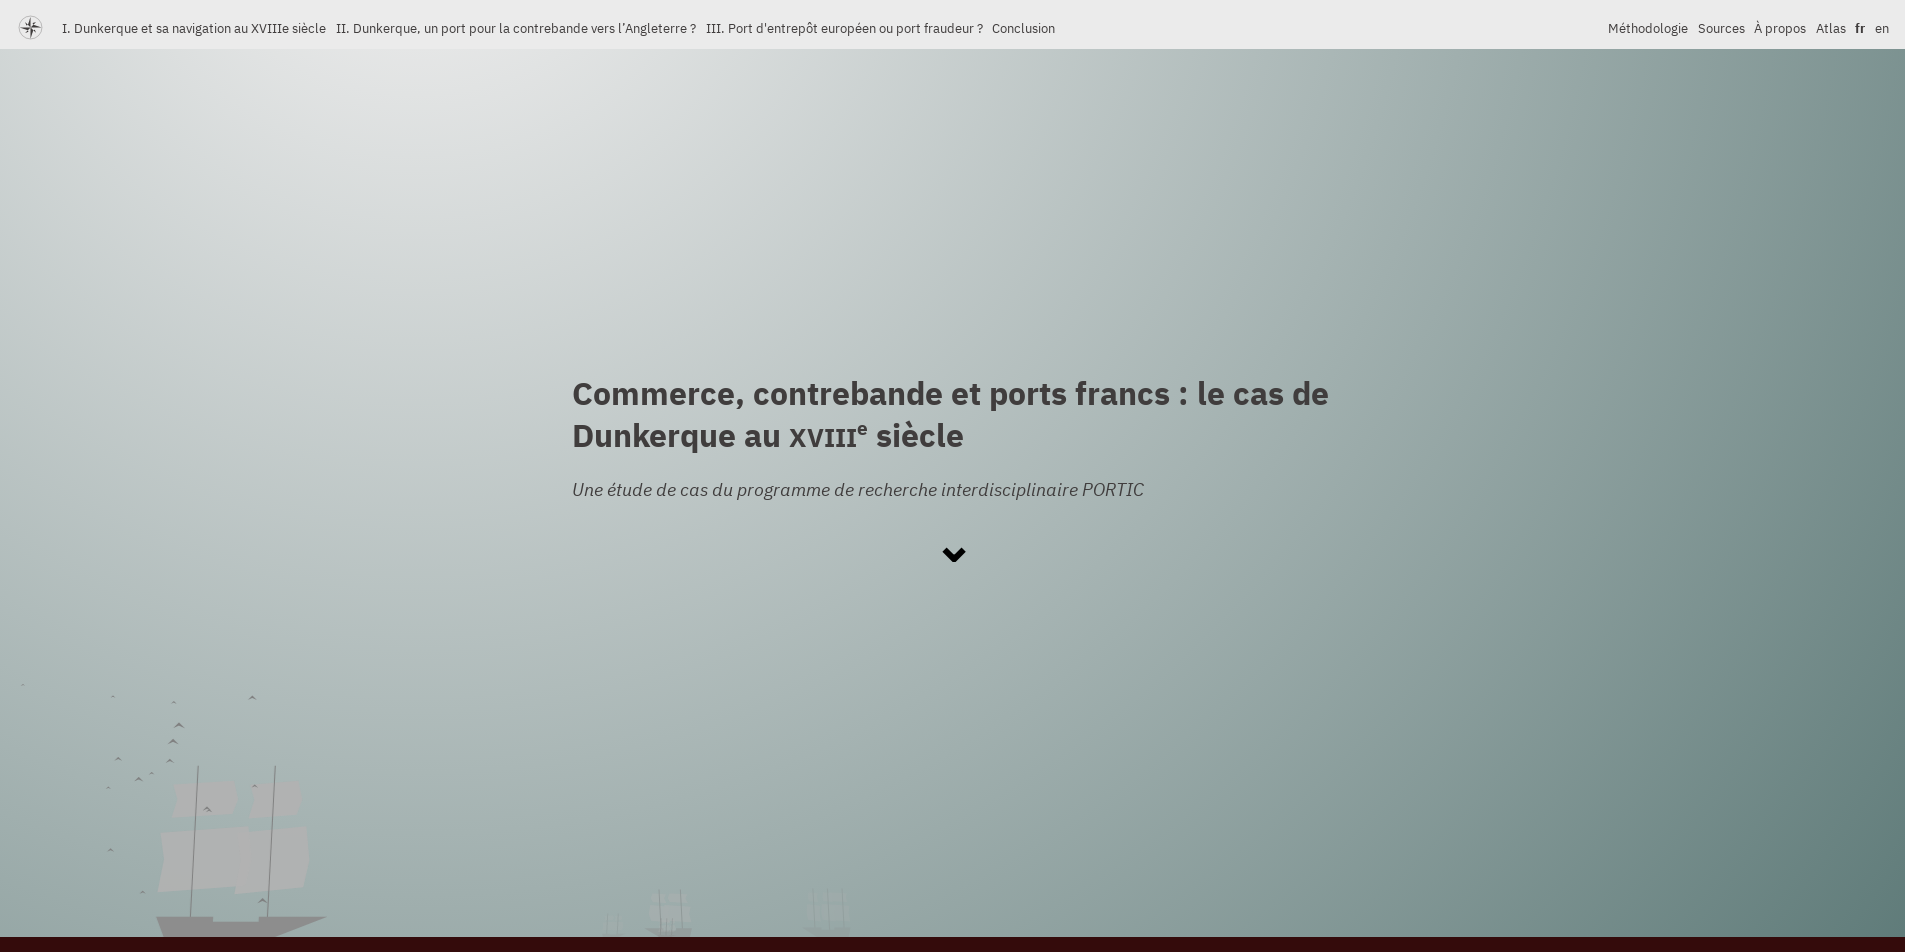 I. Dunkerque et sa navigation au XVIIIe siècle II. Dunkerque, un port pour la contrebande vers l’Angleterre ? III. Port d'entrepôt européen ou port fraudeur ? Conclusion Méthodologie Sources À propos Atlas fr en
Commerce, contrebande et ports francs : le cas de
Dunkerque au XVIIIe siècle
Une étude de cas du programme de recherche interdisciplinaire PORTIC